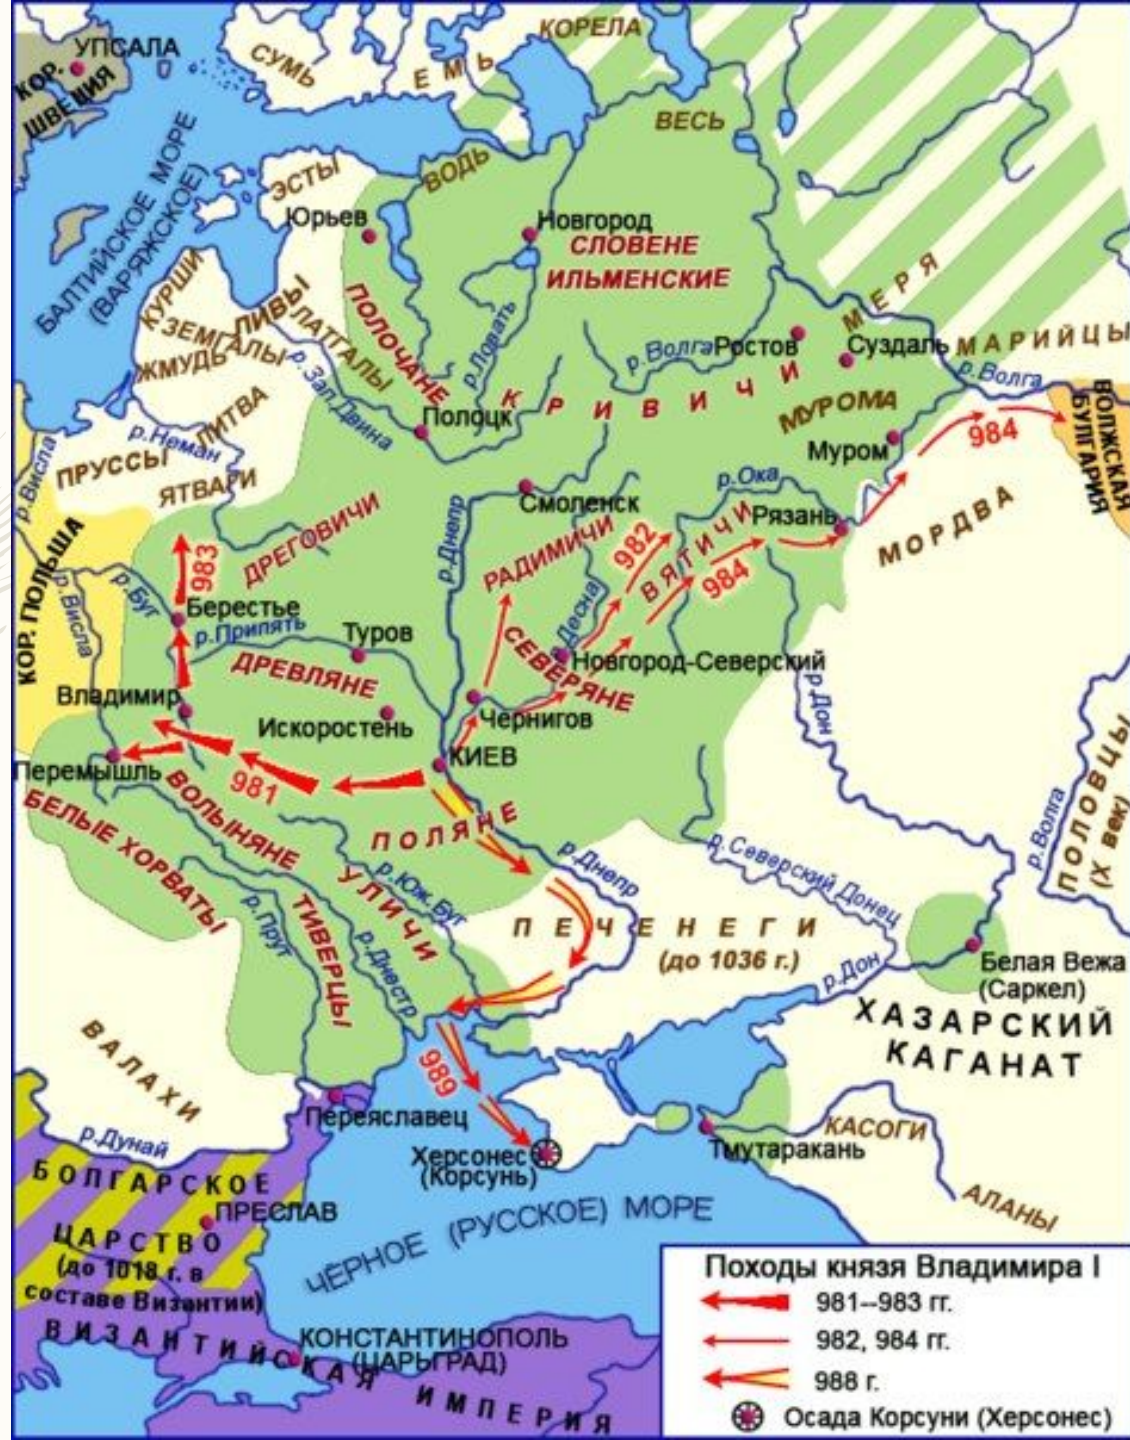 УПСАЛА
КОР.
ШВЕЦИЯ
СУМЬ
ЕМЬ
КОРЕЛА
ВЕСЬ
ВОДЬ
ЭСТЫ
БАЛТИЙСКОЕ МОРЕ
(ВАРЯЖСКОЕ)
Юрьев
Новгород
СЛОВЕНЕ
ИЛЬМЕНСКИЕ
КУРШИ
ЗЕМГАЛЫ
ЛИВЫ
ЛАТГАЛЫ
ЖМУДЬ
ПОЛОЧАНЕ
р.Ловать
р.Волга
Ростов
МЕРЯ
Суздаль
МАРИЙЦЫ
р.Волга
р.Зап.Двина
КРИВИЧИ
МУРОМА
ЛИТВА
Полоцк
р.Неман
Муром
984
ВОЛЖСКАЯ
БУЛГАРИЯ
р.Висла
ПРУССЫ
ЯТВАГИ
Смоленск
р.Ока
Рязань
МОРДВА
КОР. ПОЛЬША
ДРЕГОВИЧИ
р.Днепр
РАДИМИЧИ
982
ВЯТИЧИ
984
983
р.Висла
р.Буг
Берестье
р.Припять
Туров
р.Десна
СЕВЕРЯНЕ
Новгород-Северский
ДРЕВЛЯНЕ
Владимир
Искоростень
Чернигов
р.Дон
КИЕВ
Перемышль
981
ВОЛЫНЯНЕ
БЕЛЫЕ ХОРВАТЫ
ПОЛЯНЕ
р.Днепр
р.Северский Донец
р.Волга
ПОЛОВЦЫ
(X век)
УЛИЧИ
р.Юж.Буг
ТИВЕРЦЫ
р.Прут
р.Днестр
ПЕЧЕНЕГИ
(до 1036 г.)
р.Дон
Белая Вежа
(Саркел)
ХАЗАРСКИЙ
КАГАНАТ
ВАЛАХИ
989
Переяславец
р.Дунай
Херсонес
(Корсунь)
Тмутаракань
КАСОГИ
АЛАНЫ
БОЛГАРСКОЕ
ПРЕСЛАВ
ЦАРСТВО
(до 1018 г. в
составе Византии)
ЧЁРНОЕ (РУССКОЕ) МОРЕ
ВИЗАНТИЙСКАЯ ИМПЕРИЯ
КОНСТАНТИНОПОЛЬ
(ЦАРЬГРАД)
Походы князя Владимира I
981--983 гг.
982, 984 гг.
988 г.
Осада Корсуни (Херсонес)